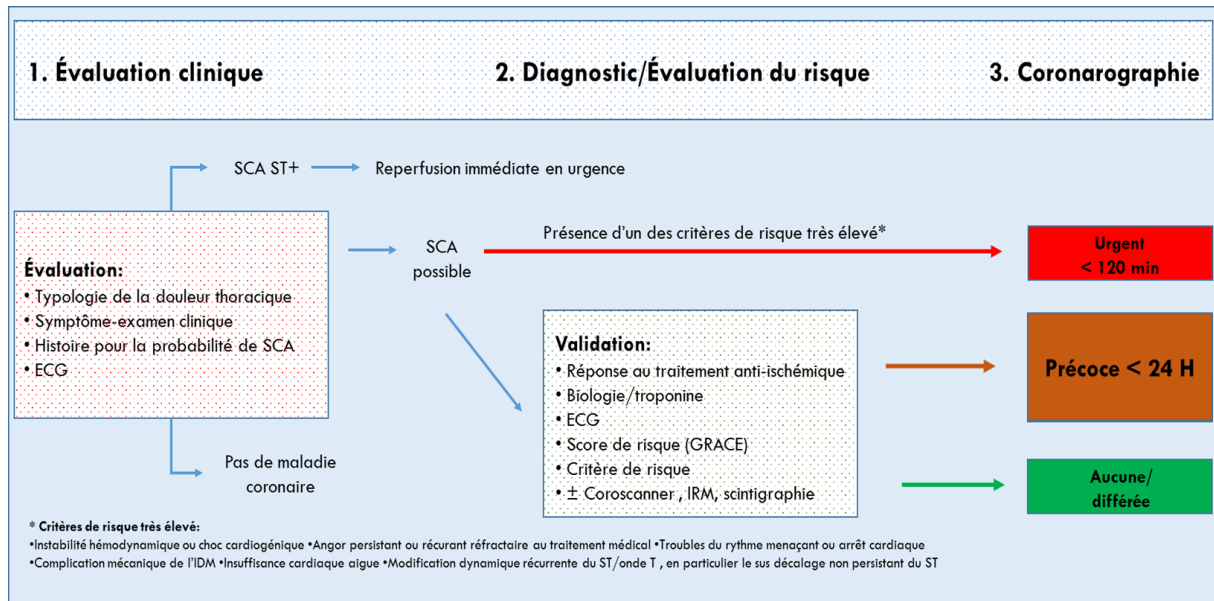 1. Évaluation clinique
2. Diagnostic/Évaluation du risque
3. Coronarographie
SCA ST+
Reperfusion immédiate en urgence
Évaluation:
• Typologie de la douleur thoracique
• Symptôme-examen clinique
• Histoire pour la probabilité de SCA
• ECG
SCA
possible
Présence d'un des critères de risque très élevé*
Urgent
< 120 min
Validation:
• Réponse au traitement anti-ischémique
• Biologie/troponine
• ECG
• Score de risque (GRACE)
• Critère de risque
• ± Coroscanner , IRM, scintigraphie
Précoce < 24 H
Aucune/
différée
Pas de maladie
coronaire
* Critères de risque très élevé:
•Instabilité hémodynamique ou choc cardiogénique •Angor persistant ou récurant réfractaire au traitement médical •Troubles du rythme menaçant ou arrêt cardiaque
•Complication mécanique de l'IDM •Insuffisance cardiaque aigue •Modification dynamique récurrente du ST/onde T , en particulier le sus décalage non persistant du ST